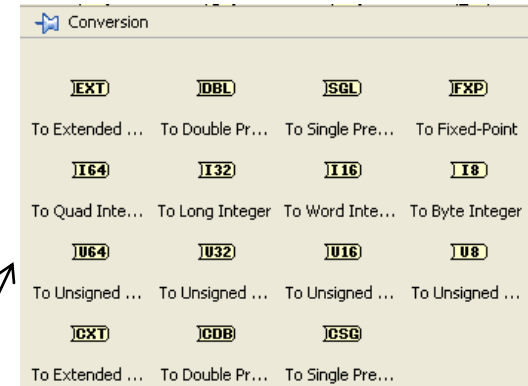 Conversion
EXT DBL SGL FXP
To Extended ... To Double Pr... To Single Pre... To Fixed-Point
I64 I32 I16 I8
To Quad Inte... To Long Integer To Word Inte... To Byte Integer
U64 U32 U16 U8
To Unsigned ... To Unsigned ... To Unsigned ... To Unsigned ...
CXT CDB CSG
To Extended ... To Double Pr... To Single Pre...